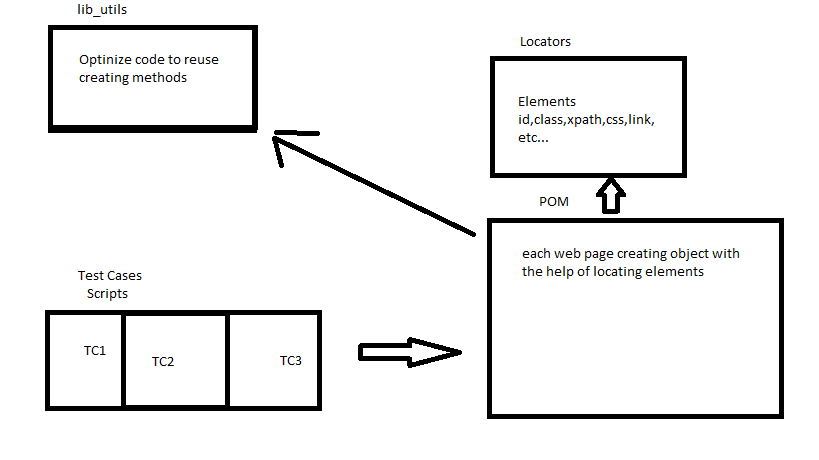 lib_utils
Optinize code to reuse
creating methods
Locators
Elements
id,class,xpath,css,link,
etc...
POM
each web page creating object with
the help of locating elements
Test Cases
Scripts
TC1
TC2
TC3